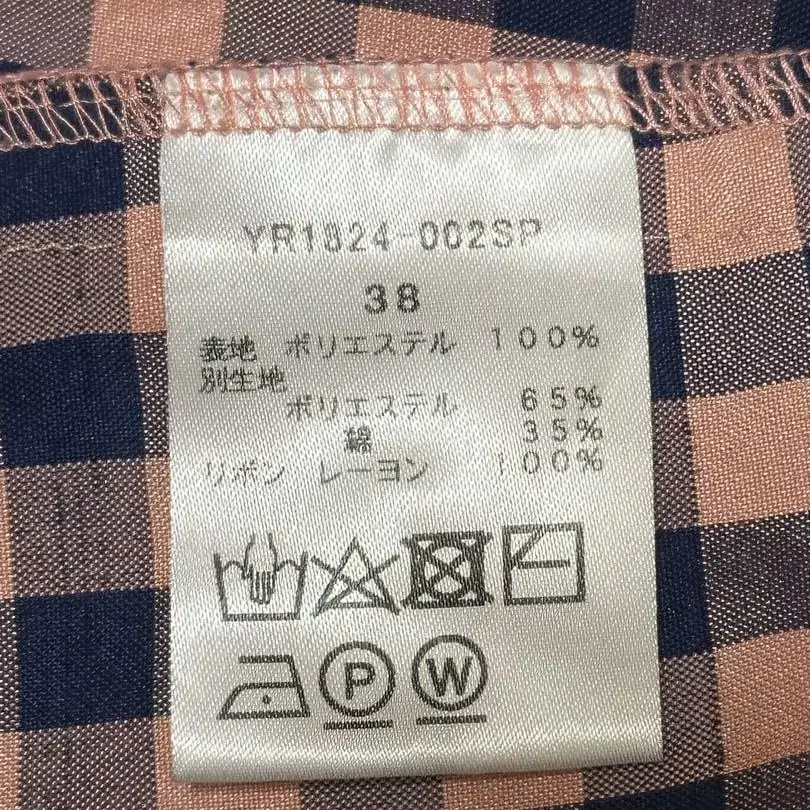 YR1824-002SP
38
表地 ポリエステル 100%
別生地
ポリエステル 65%
綿 35%
リボン レーヨン 100%
P W